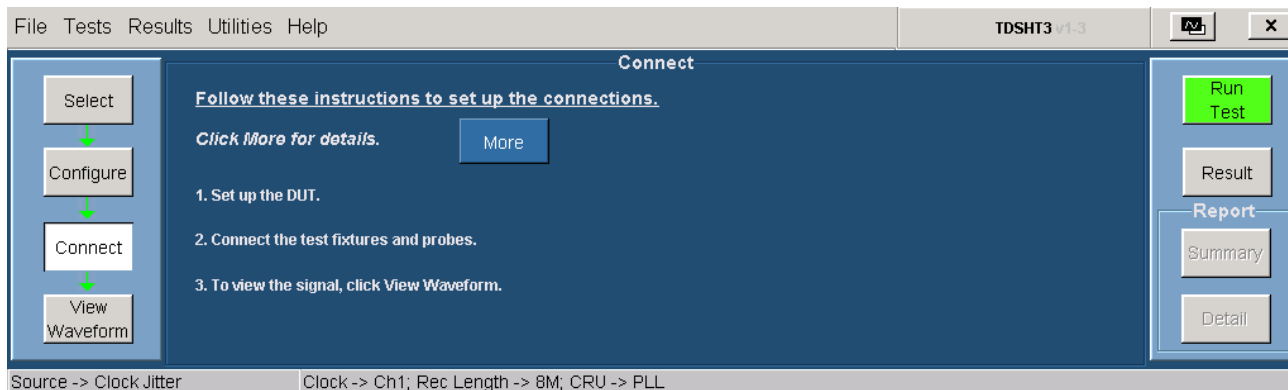 File Tests Results Utilities Help
TDSHT3 v1-3
Connect
Select
Configure
Connect
View
Waveform
Follow these instructions to set up the connections.
Click More for details.
More
1. Set up the DUT.
2. Connect the test fixtures and probes.
3. To view the signal, click View Waveform.
Run
Test
Result
Report
Summary
Detail
Source -> Clock Jitter
Clock -> Ch1; Rec Length -> 8M; CRU -> PLL